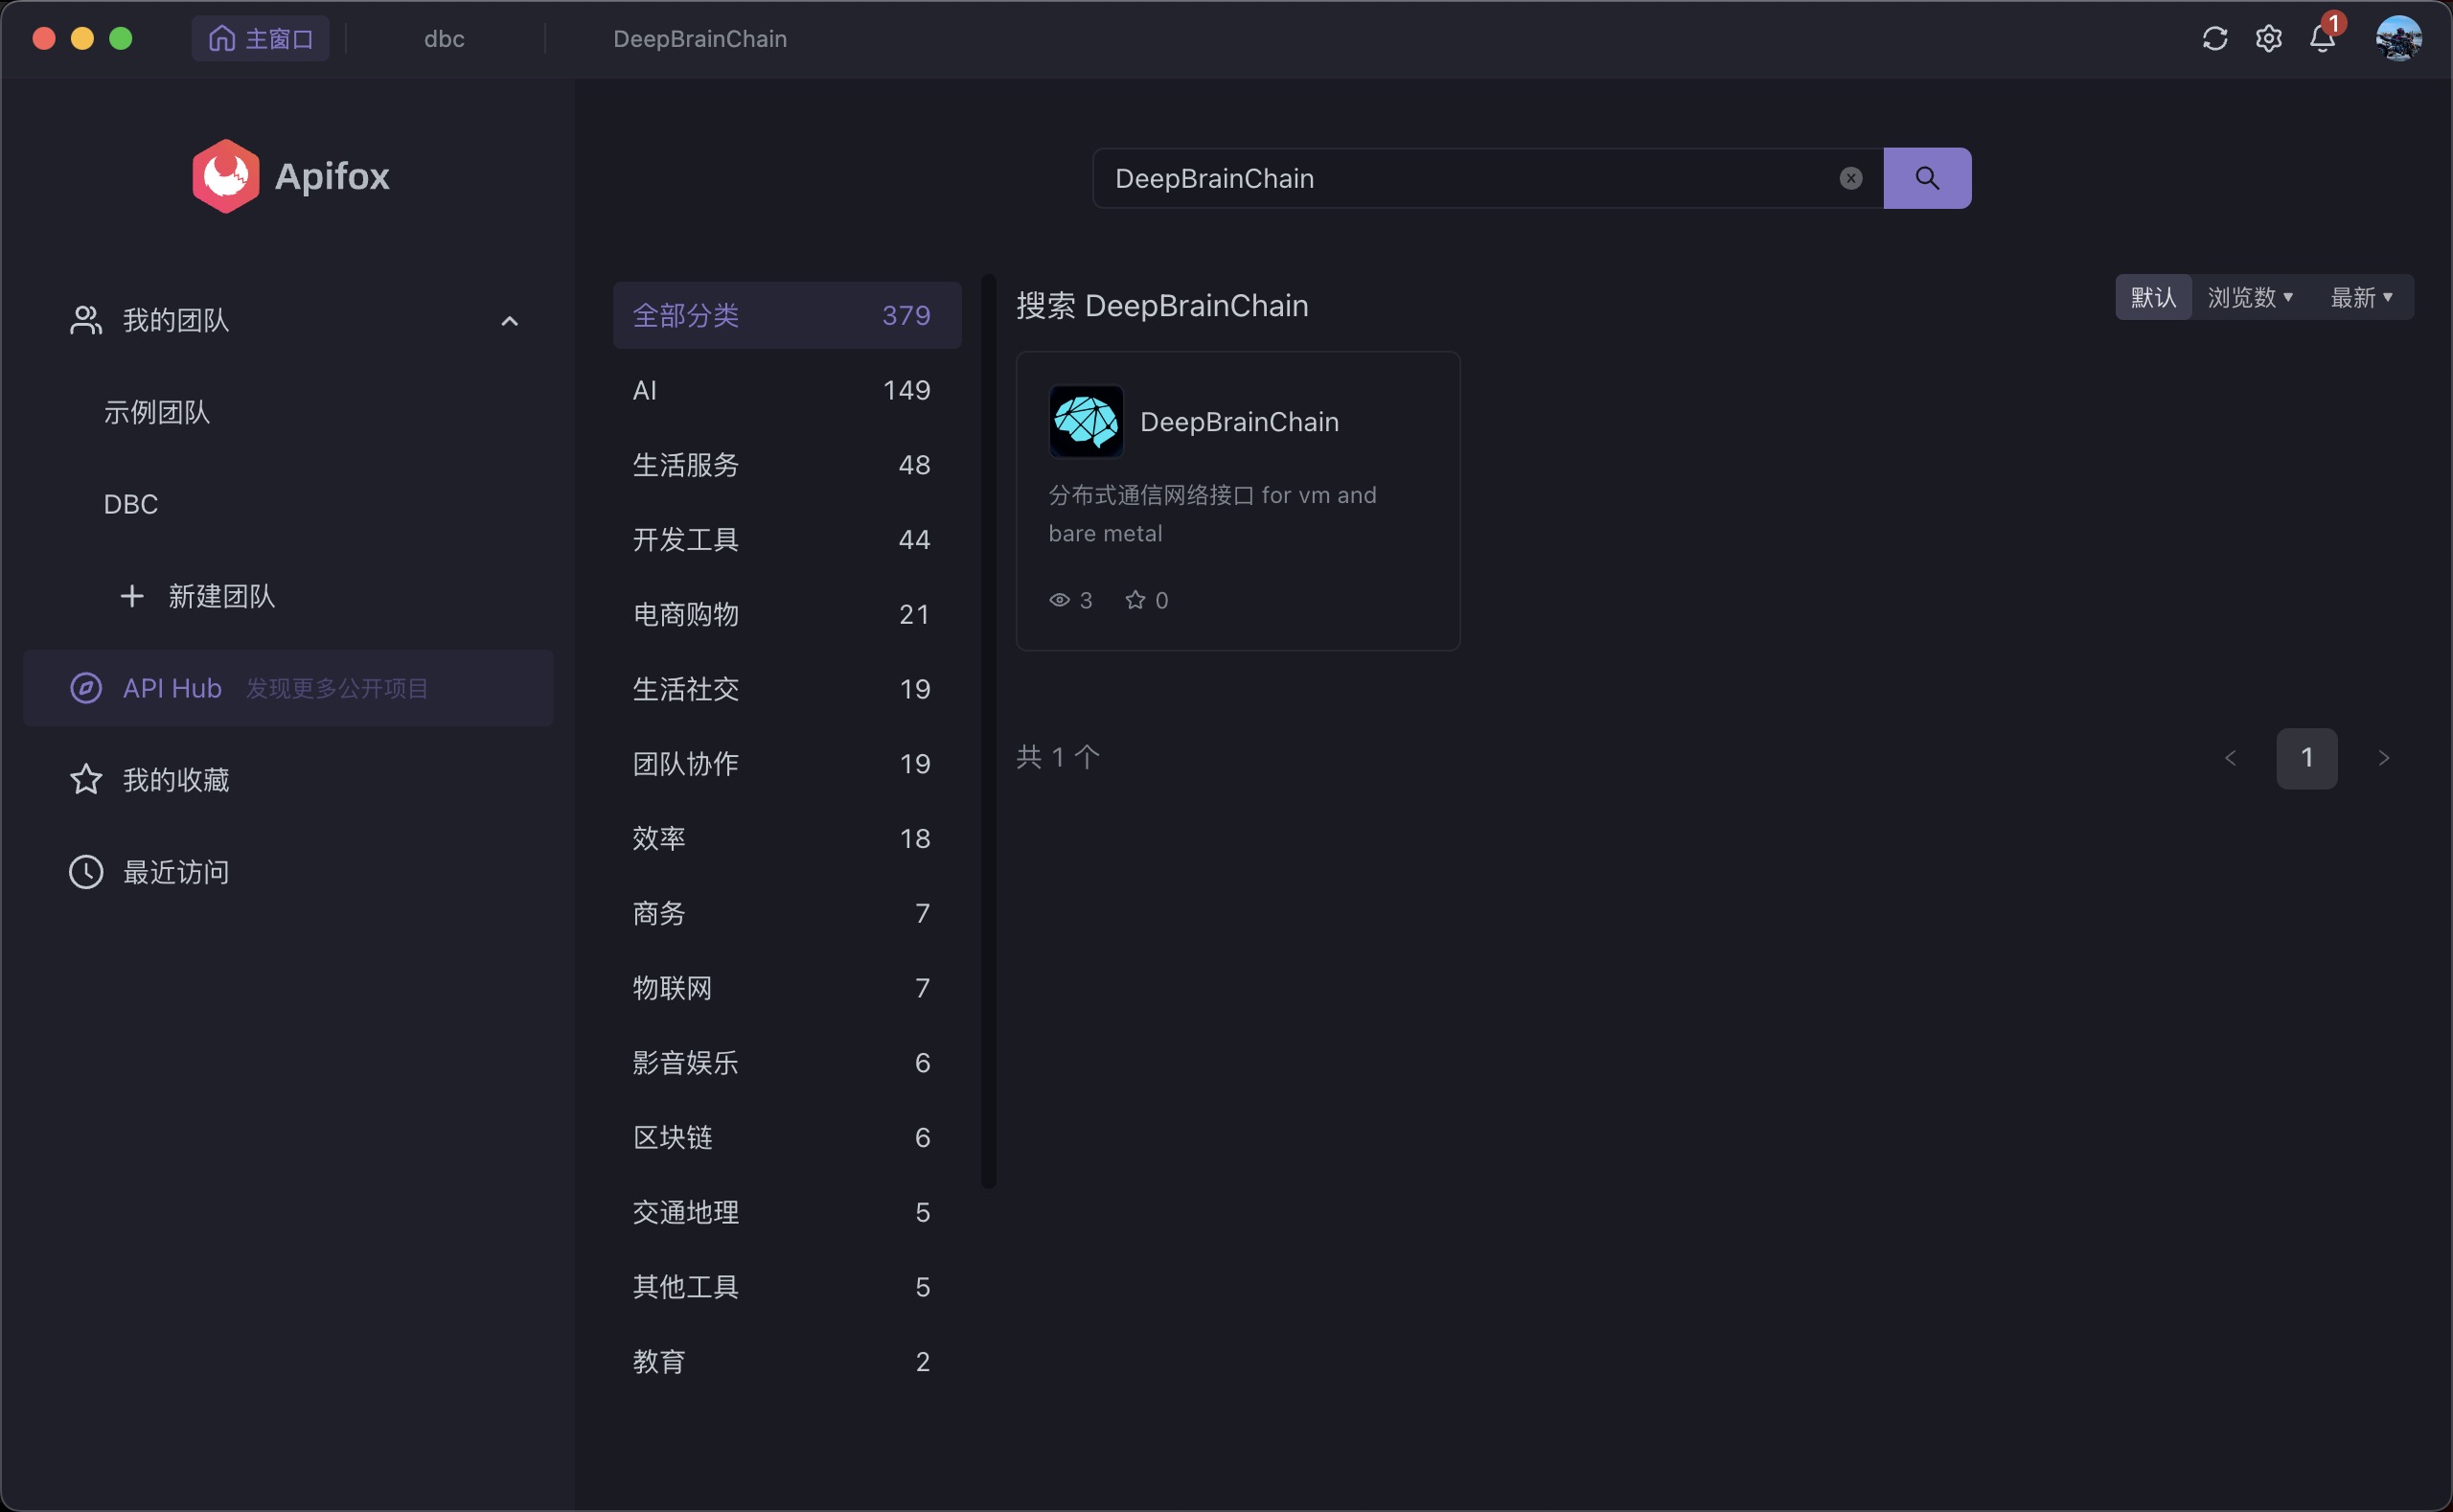 主窗口
dbc
DeepBrainChain
1
Apifox
DeepBrainChain
我的团队
示例团队
DBC
新建团队
API Hub 发现更多公开项目
我的收藏
最近访问
全部分类 379
AI 149
生活服务 48
开发工具 44
电商购物 21
生活社交 19
团队协作 19
效率 18
商务 7
物联网 7
影音娱乐 6
区块链 6
交通地理 5
其他工具 5
教育 2
搜索 DeepBrainChain
默认 浏览数 最新
DeepBrainChain
分布式通信网络接口 for vm and
bare metal
3 0
共 1 个
1